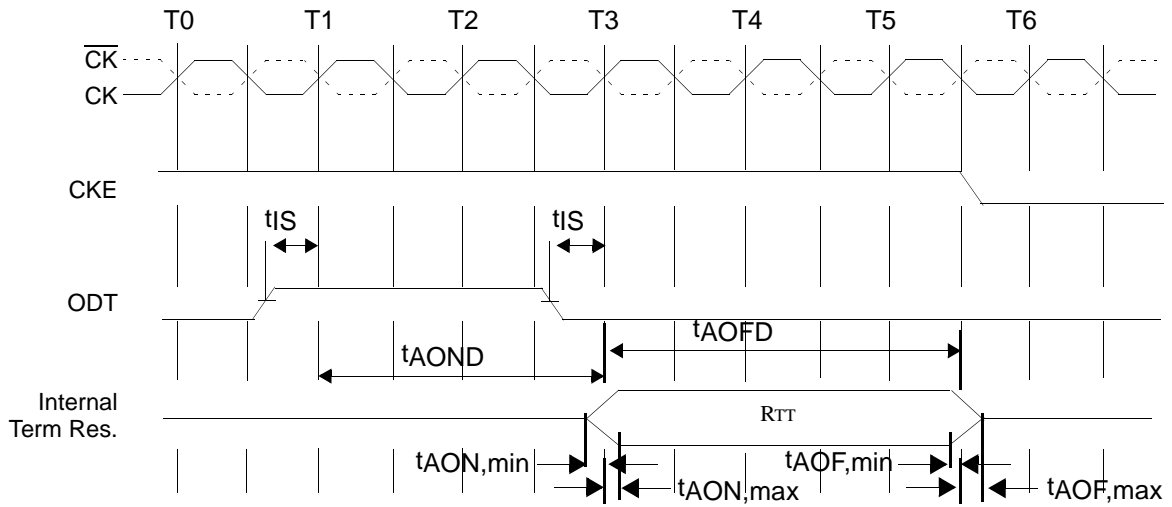 T0 T1 T2 T3 T4 T5 T6
CK
CK
CKE
tIS tIS
ODT
tAOND tAOFD
Internal
Term Res.
RTT
tAON,min tAOF,min
tAON,max tAOF,max